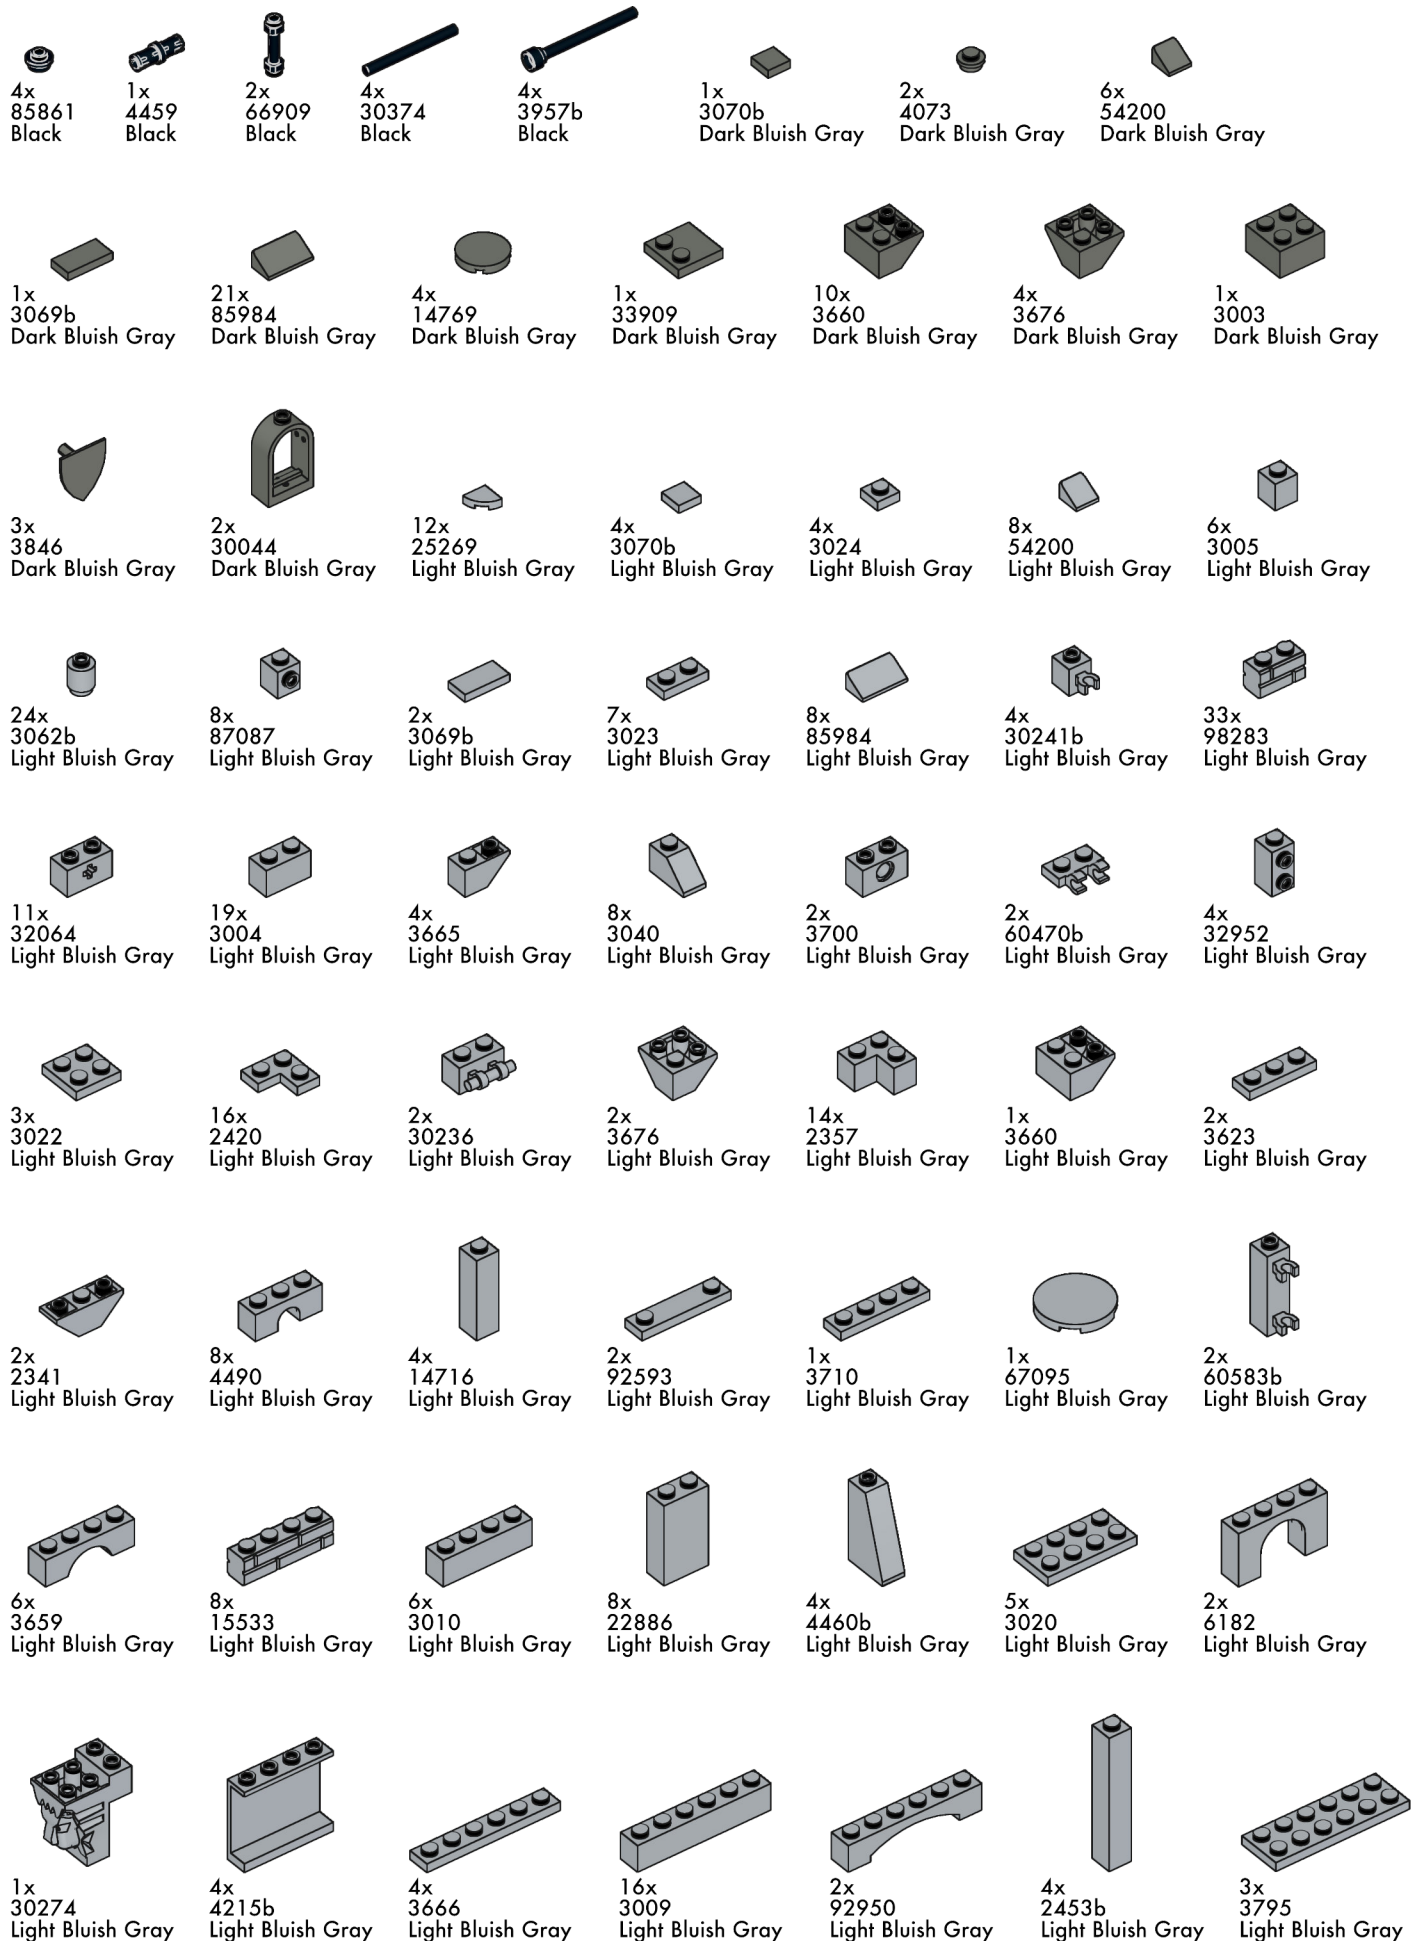 4x
85861
Black
1x
4459
Black
2x
66909
Black
4x
30374
Black
4x
3957b
Black
1x
3070b
Dark Bluish Gray
2x
4073
Dark Bluish Gray
6x
54200
Dark Bluish Gray
1x
3069b
Dark Bluish Gray
21x
85984
Dark Bluish Gray
4x
14769
Dark Bluish Gray
1x
33909
Dark Bluish Gray
10x
3660
Dark Bluish Gray
4x
3676
Dark Bluish Gray
1x
3003
Dark Bluish Gray
3x
3846
Dark Bluish Gray
2x
30044
Dark Bluish Gray
12x
25269
Light Bluish Gray
4x
3070b
Light Bluish Gray
4x
3024
Light Bluish Gray
8x
54200
Light Bluish Gray
6x
3005
Light Bluish Gray
24x
3062b
Light Bluish Gray
8x
87087
Light Bluish Gray
2x
3069b
Light Bluish Gray
7x
3023
Light Bluish Gray
8x
85984
Light Bluish Gray
4x
30241b
Light Bluish Gray
33x
98283
Light Bluish Gray
11x
32064
Light Bluish Gray
19x
3004
Light Bluish Gray
4x
3665
Light Bluish Gray
8x
3040
Light Bluish Gray
2x
3700
Light Bluish Gray
2x
60470b
Light Bluish Gray
4x
32952
Light Bluish Gray
3x
3022
Light Bluish Gray
16x
2420
Light Bluish Gray
2x
30236
Light Bluish Gray
2x
3676
Light Bluish Gray
14x
2357
Light Bluish Gray
1x
3660
Light Bluish Gray
2x
3623
Light Bluish Gray
2x
2341
Light Bluish Gray
8x
4490
Light Bluish Gray
4x
14716
Light Bluish Gray
2x
92593
Light Bluish Gray
1x
3710
Light Bluish Gray
1x
67095
Light Bluish Gray
2x
60583b
Light Bluish Gray
6x
3659
Light Bluish Gray
8x
15533
Light Bluish Gray
6x
3010
Light Bluish Gray
8x
22886
Light Bluish Gray
4x
4460b
Light Bluish Gray
5x
3020
Light Bluish Gray
2x
6182
Light Bluish Gray
1x
30274
Light Bluish Gray
4x
4215b
Light Bluish Gray
4x
3666
Light Bluish Gray
16x
3009
Light Bluish Gray
2x
92950
Light Bluish Gray
4x
2453b
Light Bluish Gray
3x
3795
Light Bluish Gray